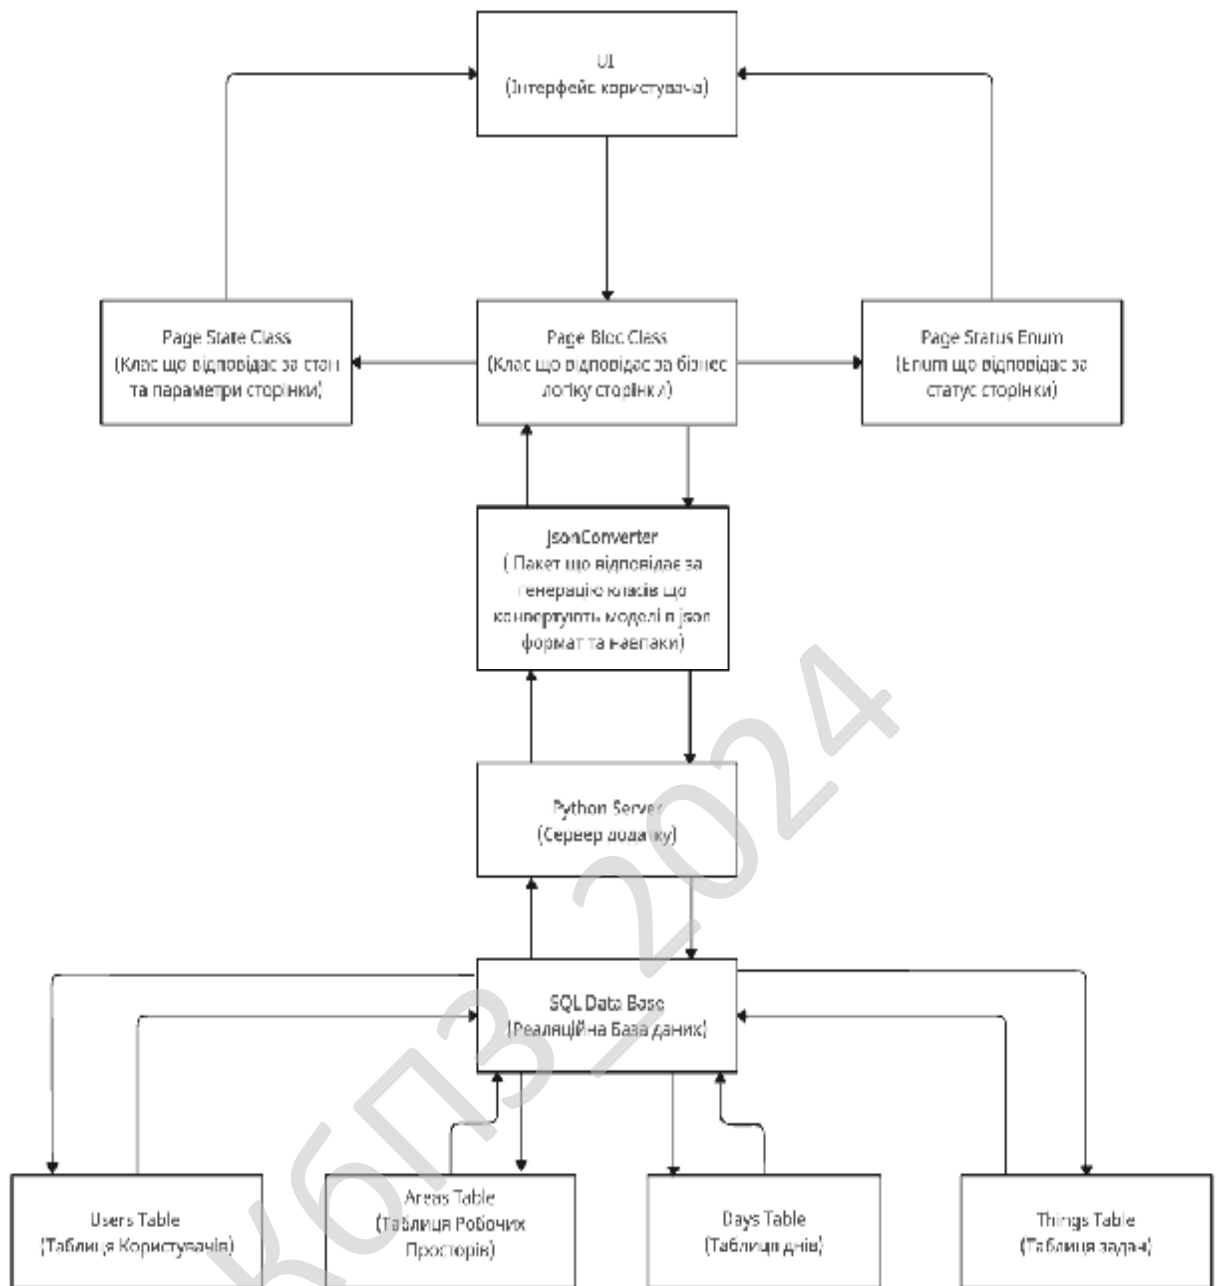 UI
(Інтерфейс користувача)
Page State Class
(Клас що відповідає за стан
та параметри сторінки)
Page Bloc Class
(Клас що відповідає за бізнес
логіку сторінки)
Page Status Enum
(Enum що відповідає за
статус сторінки)
JsonConverter
( Пакет що відповідає за
генерацію класів що
конвертують моделі в json
формат та навпаки)
Python Server
(Сервер додатку)
SQL Data Base
(Реаляційна База даних)
Users Table
(Таблиця Користувачів)
Areas Table
(Таблиця Робочих
Просторів)
Days Table
(Таблиця днів)
Things Table
(Таблиця задач)
КбПЗ_2024